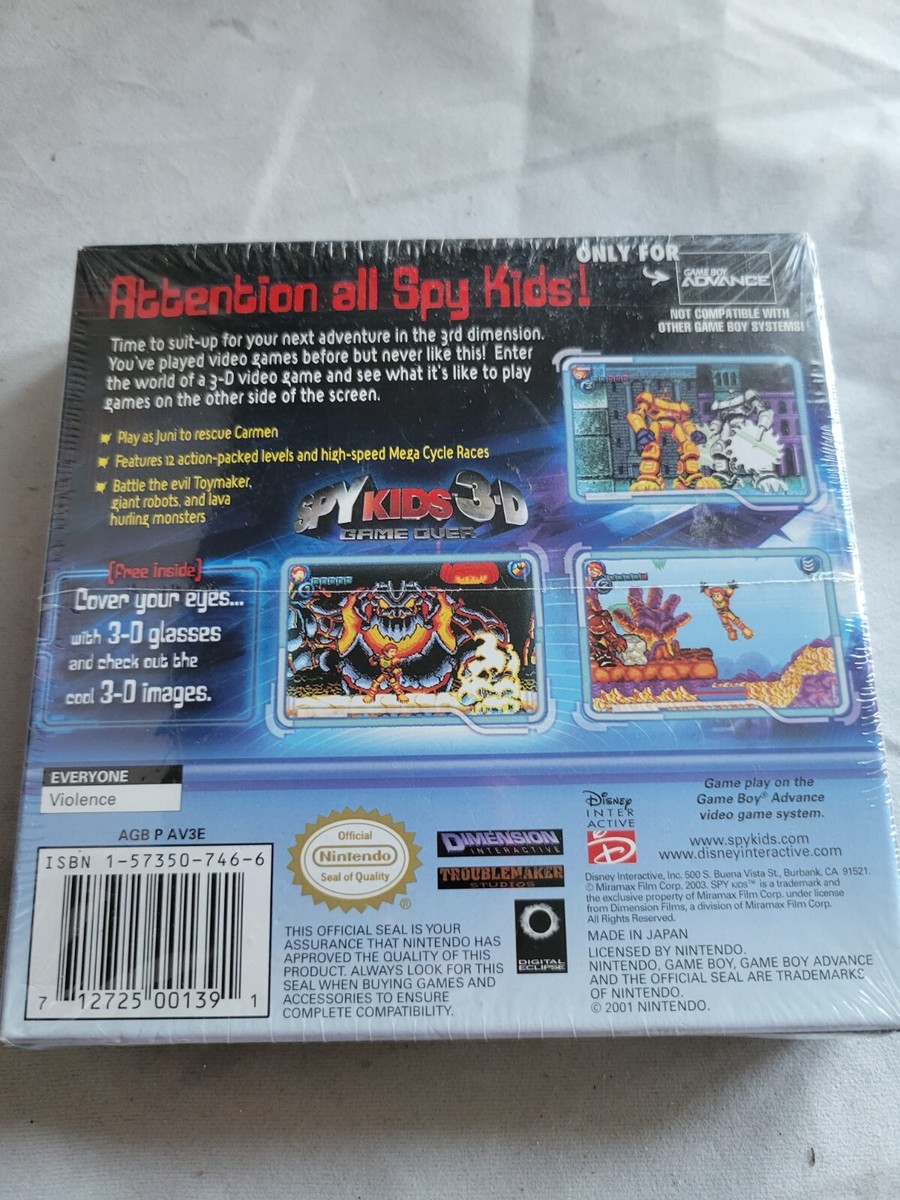 ONLY FOR
GAME BOY
ADVANCE
NOT COMPATIBLE WITH
OTHER GAME BOY SYSTEMS!
Attention all Spy Kids!
Time to suit-up for your next adventure in the 3rd dimension.
You've played video games before but never like this! Enter
the world of a 3-D video game and see what it's like to play
games on the other side of the screen.
Play as Juni to rescue Carmen
Features 12 action-packed levels and high-speed Mega Cycle Races
Battle the evil Toymaker,
giant robots, and lava
hurling monsters
SPY KIDS 3-D
GAME OVER
[Free inside]
Cover your eyes...
with 3-D glasses
and check out the
cool 3-D images.
EVERYONE
Violence
AGB P AV3E
ISBN 1-57350-746-6
7 12725 00139 1
Official
Nintendo
Seal of Quality
®
THIS OFFICIAL SEAL IS YOUR
ASSURANCE THAT NINTENDO HAS
APPROVED THE QUALITY OF THIS
PRODUCT. ALWAYS LOOK FOR THIS
SEAL WHEN BUYING GAMES AND
ACCESSORIES TO ENSURE
COMPLETE COMPATIBILITY.
DIMENSION
INTERACTIVE
TROUBLEMAKER
STUDIOS
DIGITAL
ECLIPSE
Disney
INTER
ACTIVE
Game play on the
Game Boy® Advance
video game system.
www.spykids.com
www.disneyinteractive.com
Disney Interactive, Inc. 500 S. Buena Vista St., Burbank, CA 91521.
© Miramax Film Corp. 2003. SPY KIDS™ is a trademark and
the exclusive property of Miramax Film Corp. under license
from Dimension Films, a division of Miramax Film Corp.
All Rights Reserved.
MADE IN JAPAN
LICENSED BY NINTENDO.
NINTENDO, GAME BOY, GAME BOY ADVANCE
AND THE OFFICIAL SEAL ARE TRADEMARKS
OF NINTENDO.
© 2001 NINTENDO.